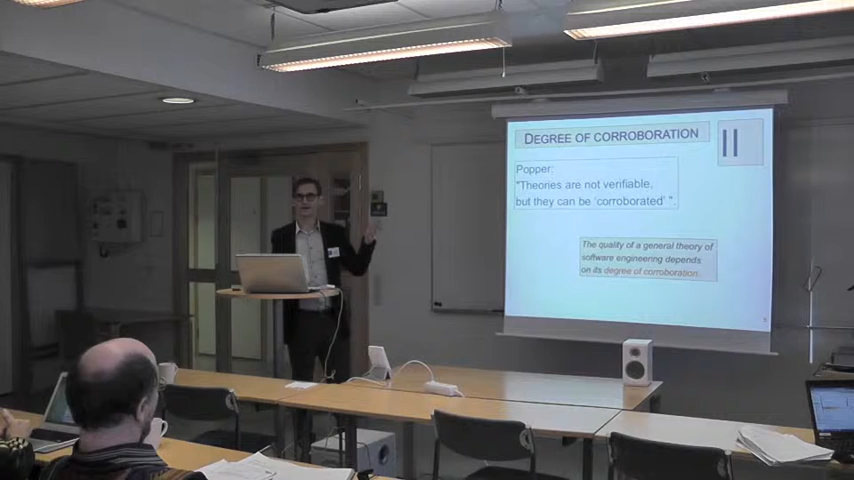 DEGREE OF CORROBORATION
Popper:
"Theories are not verifiable,
but they can be 'corroborated' ".
The quality of a general theory of
software engineering depends
on its degree of corroboration